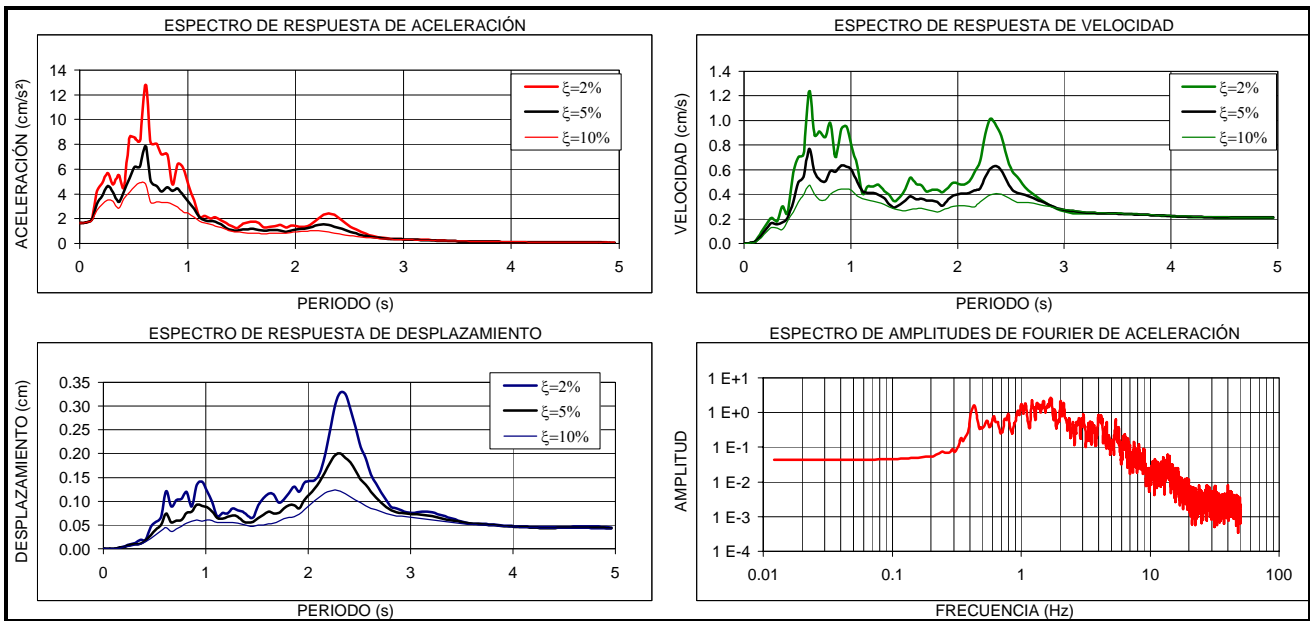 ESPECTRO DE RESPUESTA DE ACELERACIÓN
ACELERACIÓN (cm/s²)
14
12
10
8
6
4
2
0
ξ=2%
ξ=5%
ξ=10%
0 1 2 3 4 5
PERIODO (s)
ESPECTRO DE RESPUESTA DE VELOCIDAD
VELOCIDAD (cm/s)
1.4
1.2
1.0
0.8
0.6
0.4
0.2
0.0
ξ=2%
ξ=5%
ξ=10%
0 1 2 3 4 5
PERIODO (s)
ESPECTRO DE RESPUESTA DE DESPLAZAMIENTO
DESPLAZAMIENTO (cm)
0.35
0.30
0.25
0.20
0.15
0.10
0.05
0.00
ξ=2%
ξ=5%
ξ=10%
0 1 2 3 4 5
PERIODO (s)
ESPECTRO DE AMPLITUDES DE FOURIER DE ACELERACIÓN
AMPLITUD
1 E+1
1 E+0
1 E-1
1 E-2
1 E-3
1 E-4
0.01 0.1 1 10 100
FRECUENCIA (Hz)